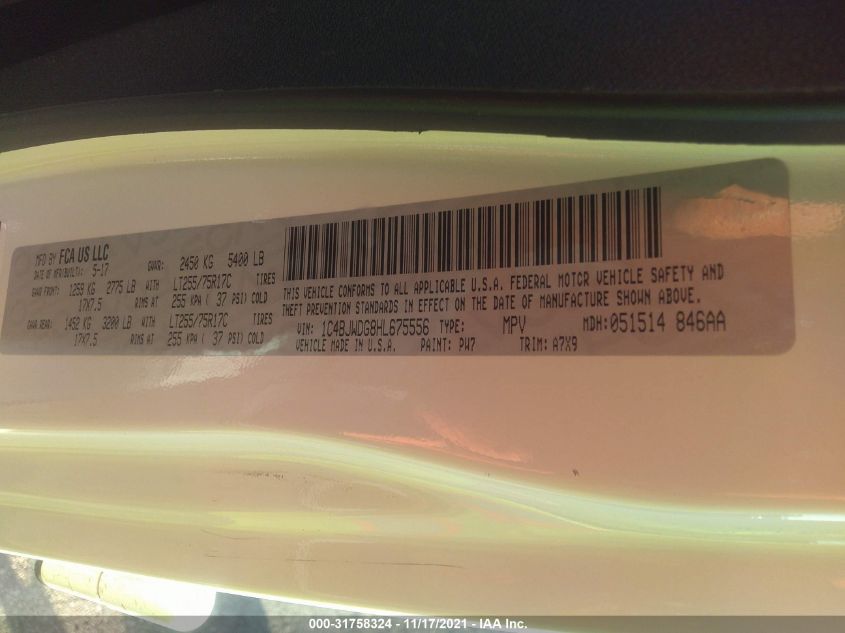 MFD BY FCA US LLC
DATE OF MFR/BUILT: 5-17 GVWR: 2450 KG 5400 LB
GAWR FRONT: 1258 KG 2775 LB WITH LT255/75R17C TIRES
17X7.5 RIMS AT 255 KPA ( 37 PSI) COLD
GAWR REAR: 1452 KG 3200 LB WITH LT255/75R17C TIRES
17X7.5 RIMS AT 255 KPA ( 37 PSI) COLD
THIS VEHICLE CONFORMS TO ALL APPLICABLE U.S.A. FEDERAL MOTOR VEHICLE SAFETY AND
THEFT PREVENTION STANDARDS IN EFFECT ON THE DATE OF MANUFACTURE SHOWN ABOVE.
VIN: 1C4BJWDG8HL675556 TYPE: MPV MDH:051514 846AA
VEHICLE MADE IN U.S.A. PAINT: PW7 TRIM: A7X9
000-31758324 - 11/17/2021 - IAA Inc.